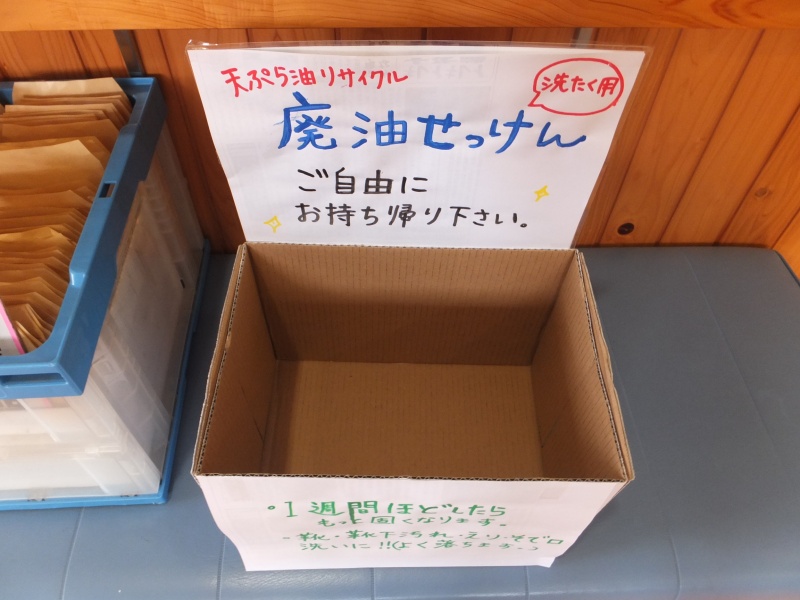 天ぷら油リサイクル
洗たく用
廃油せっけん
ご自由に
お持ち帰り下さい。
。1週間ほどしたら
もっと固くなります。
・靴・靴下汚れ・えり・そで口
洗いに!!(よく落ちます。)